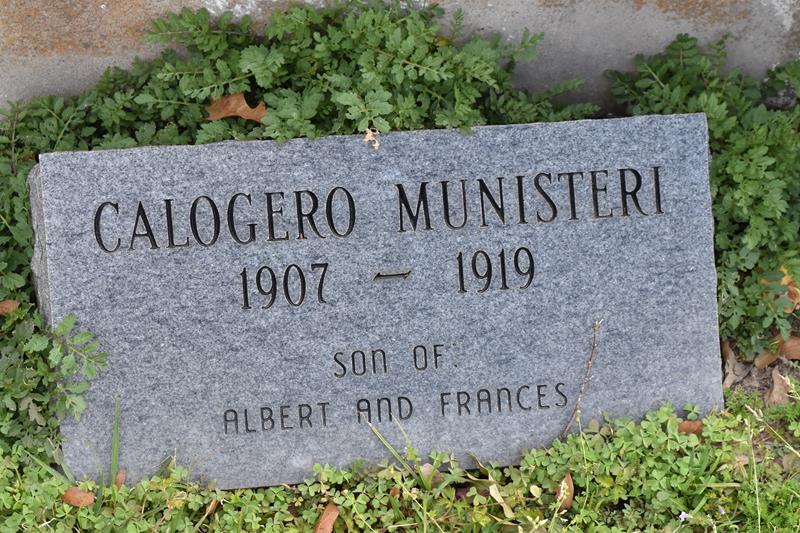 CALOGERO MUNISTERI
1907 — 1919
SON OF:
ALBERT AND FRANCES